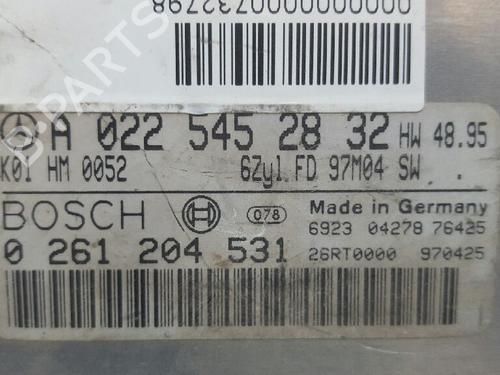 0000000000732798
A 022 545 28 32 HW 48.95
K01 HM 0052 6Zyl FD 97M04 SW . .
BOSCH 078 Made in Germany
6923 04278 76425
0 261 204 531 26RT0000 970425